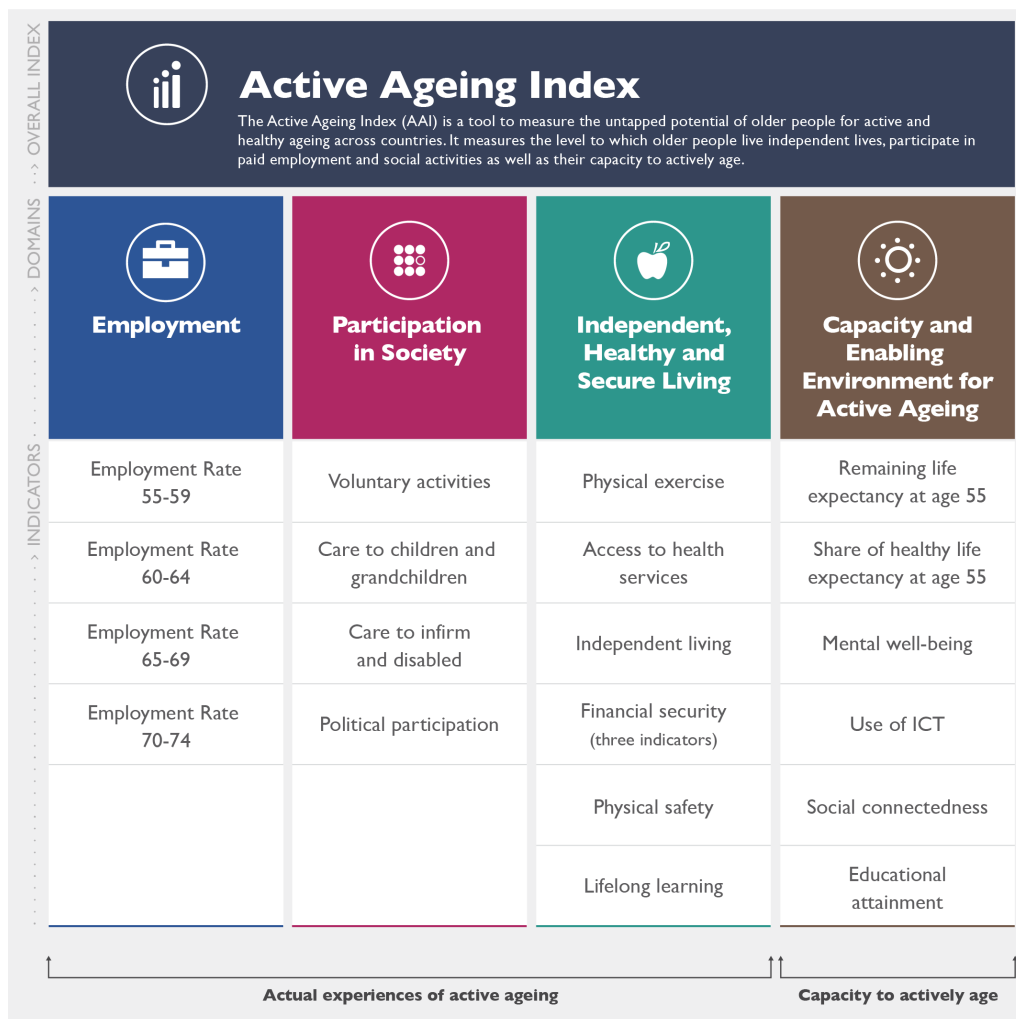 Active Ageing Index
The Active Ageing Index (AAI) is a tool to measure the untapped potential of older people for active and
healthy ageing across countries. It measures the level to which older people live independent lives, participate in
paid employment and social activities as well as their capacity to actively age.
OVERALL INDEX
DOMAINS
INDICATORS
Employment
Employment Rate
55-59
Employment Rate
60-64
Employment Rate
65-69
Employment Rate
70-74
Participation
in Society
Voluntary activities
Care to children and
grandchildren
Care to infirm
and disabled
Political participation
Independent,
Healthy and
Secure Living
Physical exercise
Access to health
services
Independent living
Financial security
(three indicators)
Physical safety
Lifelong learning
Capacity and
Enabling
Environment for
Active Ageing
Remaining life
expectancy at age 55
Share of healthy life
expectancy at age 55
Mental well-being
Use of ICT
Social connectedness
Educational
attainment
Actual experiences of active ageing
Capacity to actively age